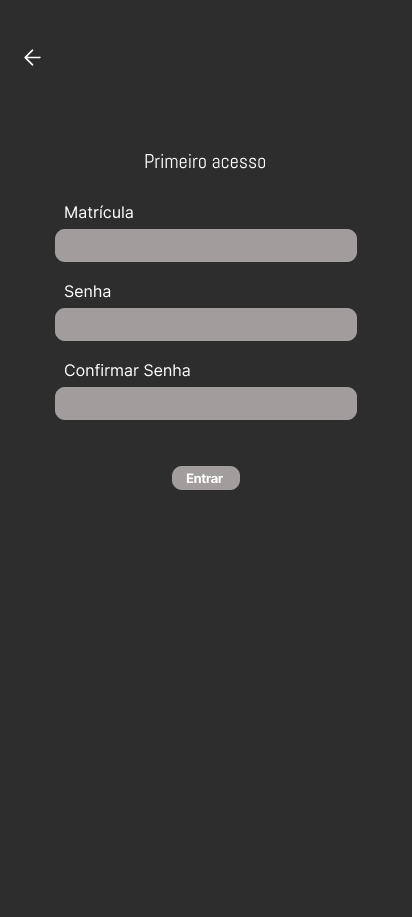 Primeiro acesso
Matrícula
Senha
Confirmar Senha
Entrar